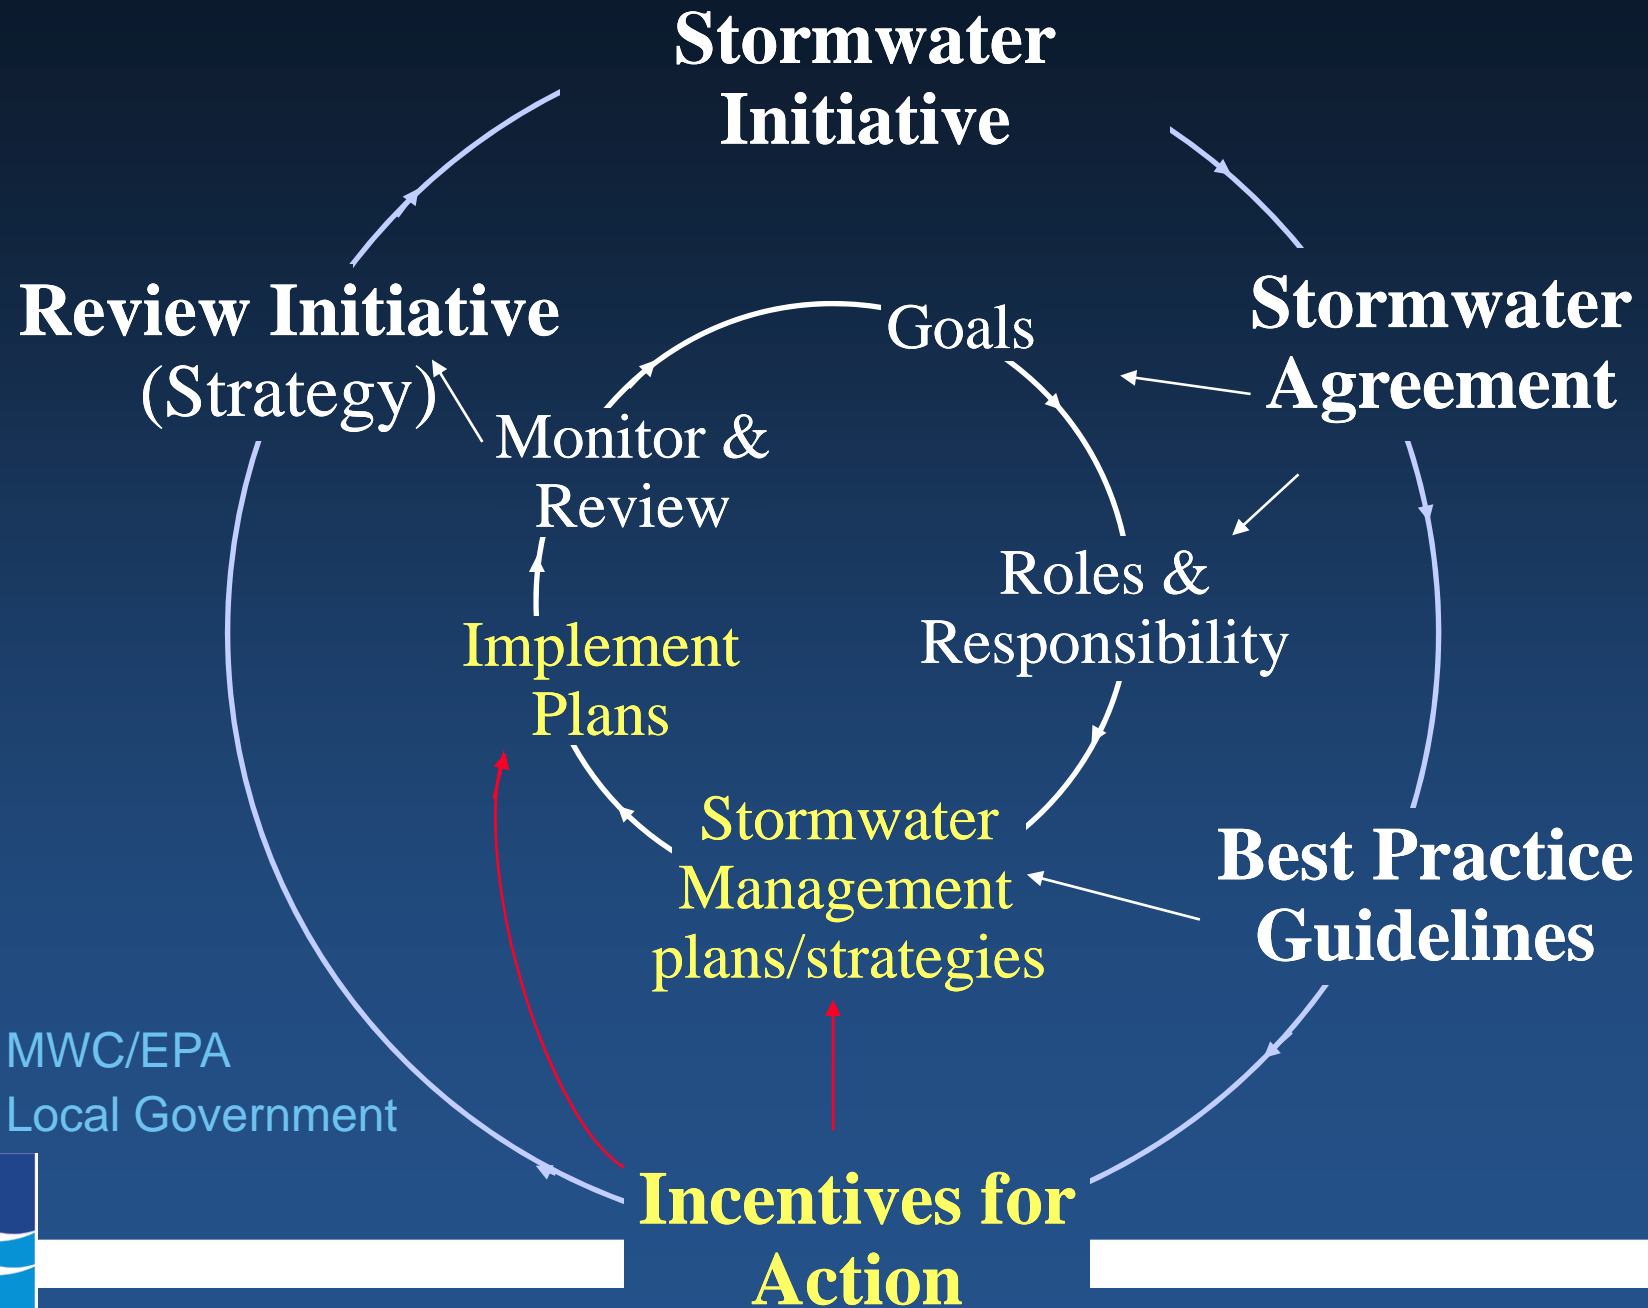 Stormwater
Initiative
Review Initiative
(Strategy)
Goals
Stormwater
Agreement
Monitor &
Review
Roles &
Responsibility
Implement
Plans
Stormwater
Management
plans/strategies
Best Practice
Guidelines
MWC/EPA
Local Government
Incentives for
Action